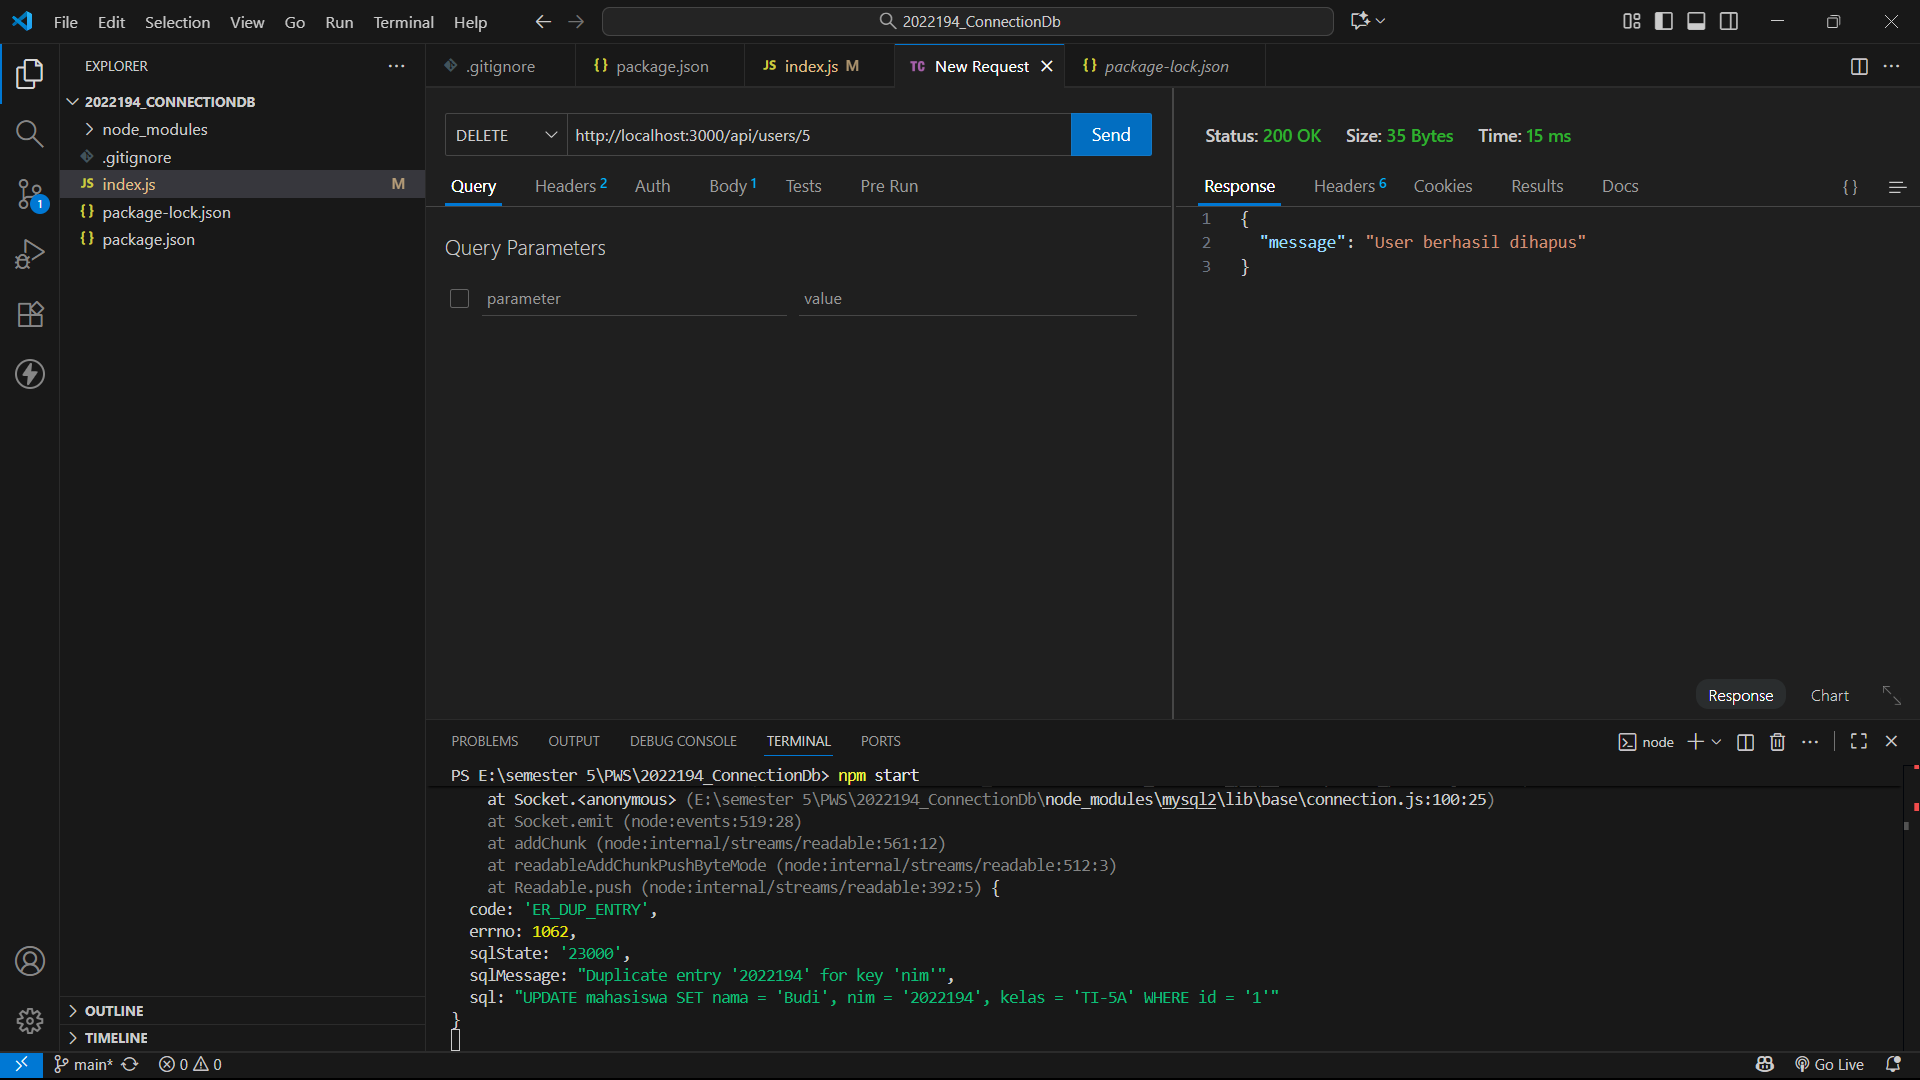 File Edit Selection View Go Run Terminal Help
2022194_ConnectionDb
EXPLORER
2022194_CONNECTIONDB
node_modules
.gitignore
JS index.js M
{} package-lock.json
{} package.json
OUTLINE
TIMELINE
1
.gitignore
{} package.json
JS index.js M
TC New Request
{} package-lock.json
DELETE
http://localhost:3000/api/users/5
Send
Query
Headers 2
Auth
Body 1
Tests
Pre Run
Query Parameters
parameter
value
Status: 200 OK Size: 35 Bytes Time: 15 ms
Response
Headers 6
Cookies
Results
Docs
{}
1 {
2 "message": "User berhasil dihapus"
3 }
Response
Chart
PROBLEMS OUTPUT DEBUG CONSOLE TERMINAL PORTS
node
PS E:\semester 5\PWS\2022194_ConnectionDb> npm start
at Socket.<anonymous> (E:\semester 5\PWS\2022194_ConnectionDb\node_modules\mysql2\lib\base\connection.js:100:25)
at Socket.emit (node:events:519:28)
at addChunk (node:internal/streams/readable:561:12)
at readableAddChunkPushByteMode (node:internal/streams/readable:512:3)
at Readable.push (node:internal/streams/readable:392:5) {
code: 'ER_DUP_ENTRY',
errno: 1062,
sqlState: '23000',
sqlMessage: "Duplicate entry '2022194' for key 'nim'",
sql: "UPDATE mahasiswa SET nama = 'Budi', nim = '2022194', kelas = 'TI-5A' WHERE id = '1'"
}
main*
0
0
Go Live